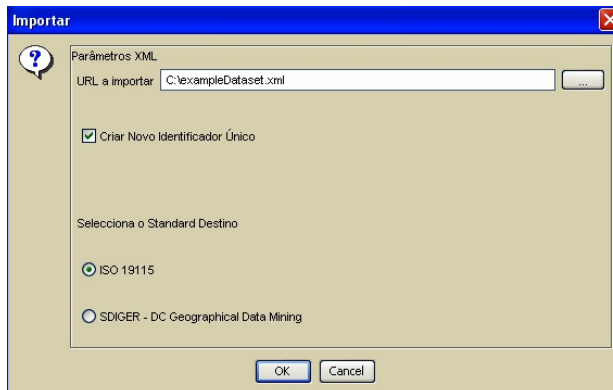 Importar
Parâmetros XML
URL a importar C:\exampleDataset.xml ...
Criar Novo Identificador Único
Selecciona o Standard Destino
ISO 19115
SDIGER - DC Geographical Data Mining
OK Cancel